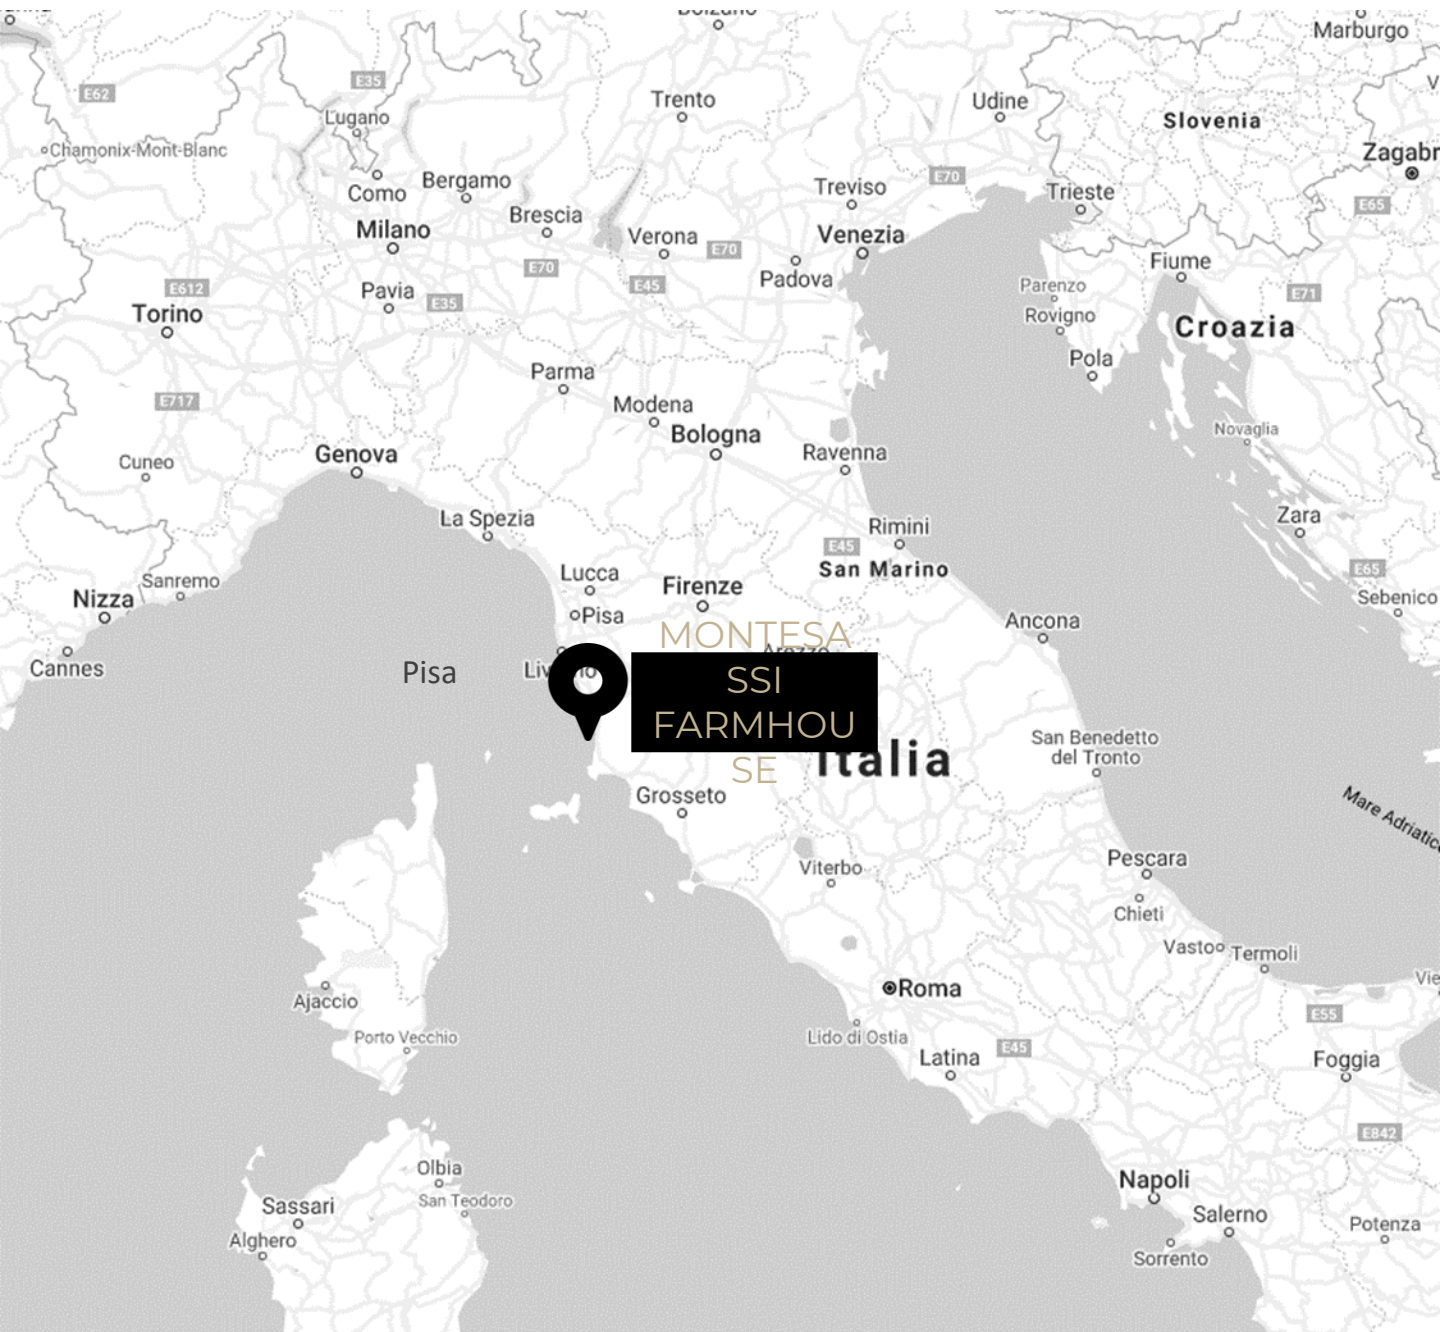 Marburgo
E62
E35
Trento
Udine
Lugano
Slovenia
Chamonix-Mont-Blanc
Zagabr
Como
Bergamo
Treviso
E70
Trieste
E65
Brescia
Milano
Verona
E70
Venezia
E70
Padova
Fiume
E612
Pavia
E35
E45
Parenzo
E71
Torino
Rovigno
Croazia
Pola
Parma
E717
Modena
Bologna
Novaglia
Genova
Ravenna
Cuneo
La Spezia
Zara
Rimini
E45
San Marino
E65
Lucca
Sanremo
Firenze
Nizza
Pisa
Sebenico
Ancona
MONTESA
SSI
FARMHOU
SE
Arezzo
Cannes
Pisa
Italia
San Benedetto
del Tronto
Grosseto
Mare Adriatico
Viterbo
Pescara
Chieti
Vasto
Termoli
Vie
Roma
Ajaccio
E55
Porto Vecchio
Lido di Ostia
Latina
E45
Foggia
E842
Olbia
Napoli
San Teodoro
Sassari
Salerno
Potenza
Alghero
Sorrento